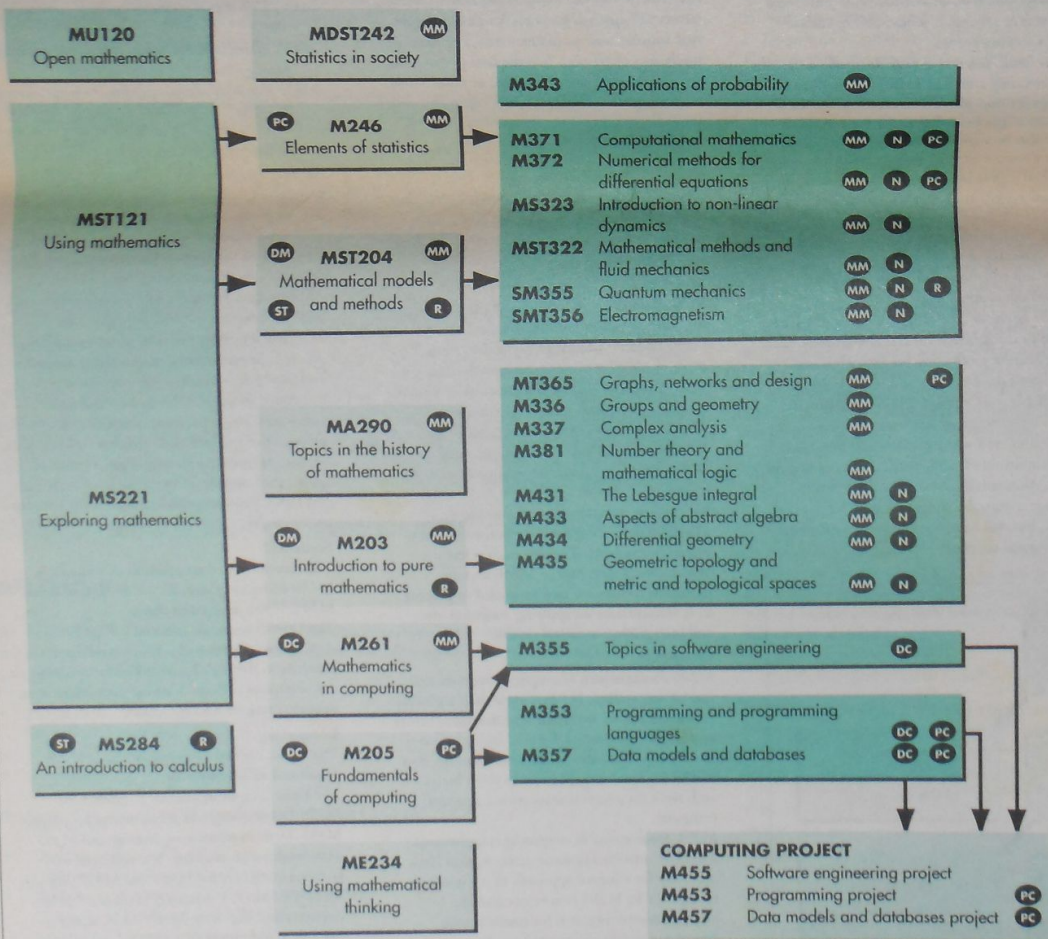 MU120
Open mathematics
MST121
Using mathematics
MS221
Exploring mathematics
ST MS284 R
An introduction to calculus
MDST242 MM
Statistics in society
PC M246 MM
Elements of statistics
DM MST204 MM
Mathematical models
ST and methods R
MA290 MM
Topics in the history
of mathematics
DM M203 MM
Introduction to pure
mathematics R
DC M261 MM
Mathematics
in computing
DC M205 PC
Fundamentals
of computing
ME234
Using mathematical
thinking
M343 Applications of probability MM
M371 Computational mathematics MM N PC
M372 Numerical methods for
differential equations MM N PC
MS323 Introduction to non-linear
dynamics MM N
MST322 Mathematical methods and
fluid mechanics MM N
SM355 Quantum mechanics MM N R
SMT356 Electromagnetism MM N
MT365 Graphs, networks and design MM PC
M336 Groups and geometry MM
M337 Complex analysis MM
M381 Number theory and
mathematical logic MM
M431 The Lebesgue integral MM N
M433 Aspects of abstract algebra MM N
M434 Differential geometry MM N
M435 Geometric topology and
metric and topological spaces MM N
M355 Topics in software engineering DC
M353 Programming and programming
languages DC PC
M357 Data models and databases DC PC
COMPUTING PROJECT
M455 Software engineering project
M453 Programming project PC
M457 Data models and databases project PC